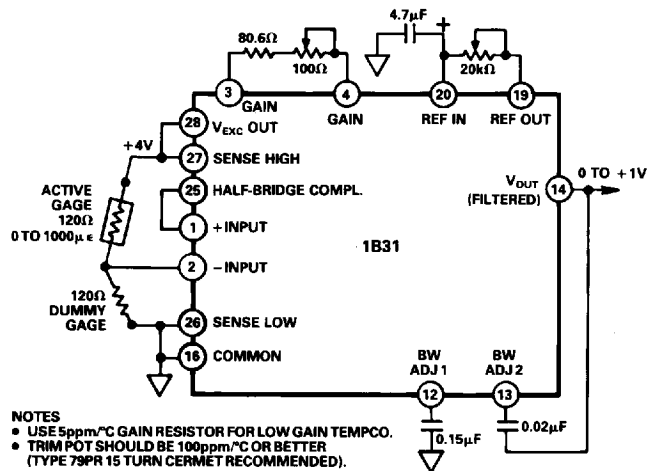 4.7μF
+
80.6Ω
100Ω
20kΩ
3
4
20
19
GAIN
GAIN
REF IN
REF OUT
28
VEXC OUT
+4V
27
SENSE HIGH
25
HALF-BRIDGE COMPL.
ACTIVE
GAGE
120Ω
0 TO 1000με
1
+INPUT
VOUT
(FILTERED)
14
0 TO +1V
1B31
2
−INPUT
120Ω
DUMMY
GAGE
26
SENSE LOW
16
COMMON
BW
ADJ 1
BW
ADJ 2
12
13
0.15μF
0.02μF
NOTES
• USE 5ppm/°C GAIN RESISTOR FOR LOW GAIN TEMPCO.
• TRIM POT SHOULD BE 100ppm/°C OR BETTER
(TYPE 79PR 15 TURN CERMET RECOMMENDED).